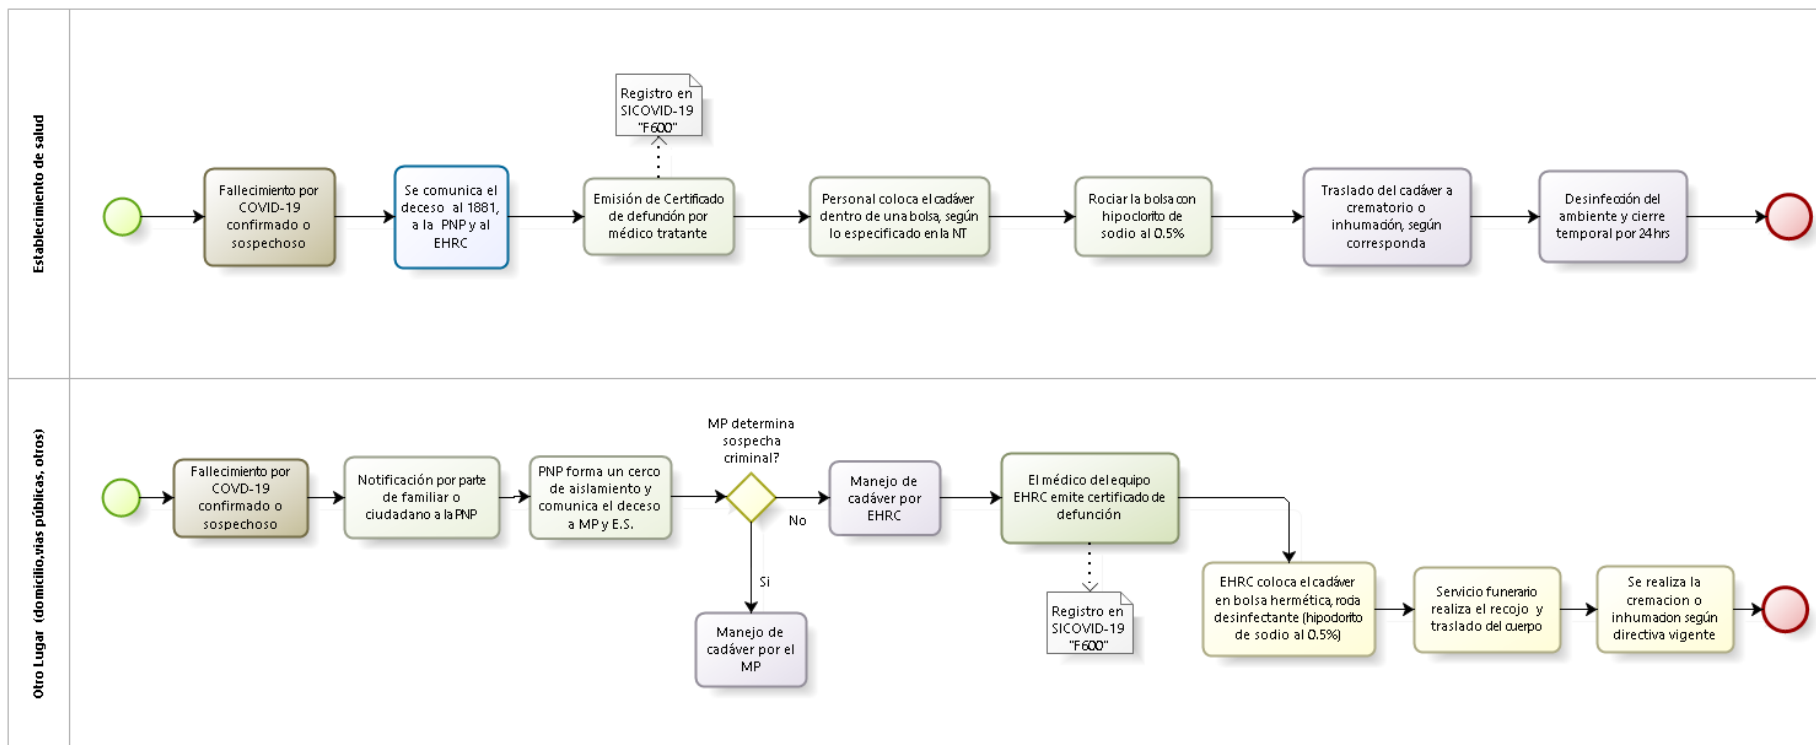 Establecimiento de salud
Registro en
SICOVID-19
"F600"
Fallecimiento por
COVID-19
confirmado o
sospechoso
Se comunica el
deceso al 1881,
a la PNP y al
EHRC
Emisión de Certificado
de defunción por
médico tratante
Personal coloca el cadáver
dentro de una bolsa, según
lo especificado en la NT
Rociar la bolsa con
hipoclorito de
sodio al 0.5%
Traslado del cadáver a
crematorio o
inhumación, según
corresponda
Desinfección del
ambiente y cierre
temporal por 24hrs
Otro Lugar (domicilio,vias públicas, otros)
Fallecimiento por
COVD-19
confirmado o
sospechoso
Notificación por parte
de familiar o
ciudadano a la PNP
PNP forma un cerco
de aislamiento y
comunica el deceso
a MP y E.S.
MP determina
sospecha
criminal?
No
Si
Manejo de
cadáver por el
MP
Manejo de
cadáver por
EHRC
El médico del equipo
EHRC emite certificado de
defunción
Registro en
SICOVID-19
"F600"
EHRC coloca el cadáver
en bolsa hermética, rocia
desinfectante (hipoclorito
de sodio al 0.5%)
Servicio funerario
realiza el recojo y
traslado del cuerpo
Se realiza la
cremacion o
inhumacion según
directiva vigente